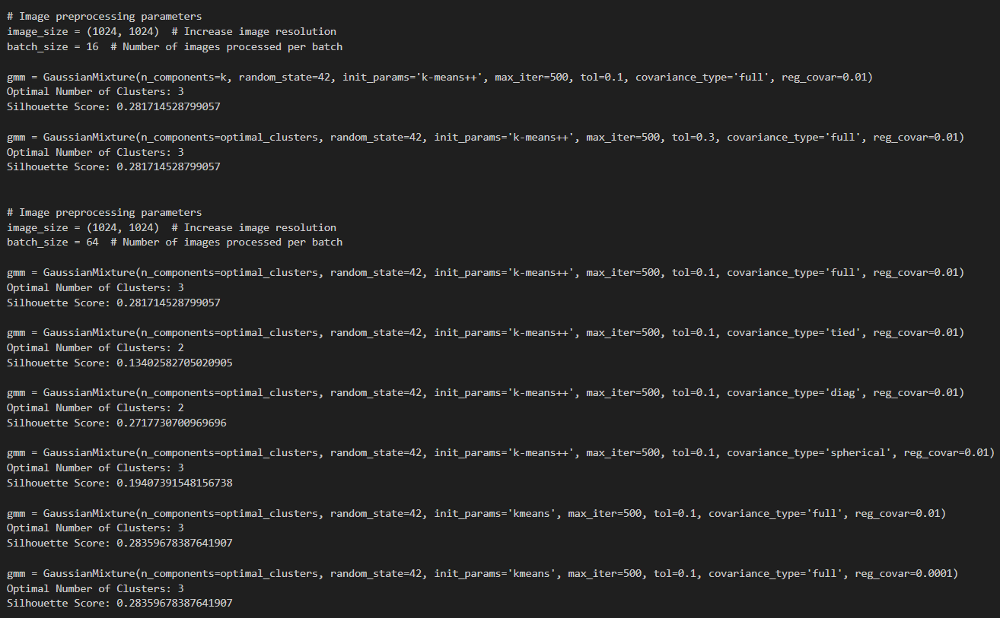 # Image preprocessing parameters
image_size = (1024, 1024)  # Increase image resolution
batch_size = 16  # Number of images processed per batch
gmm = GaussianMixture(n_components=k, random_state=42, init_params='k-means++', max_iter=500, tol=0.1, covariance_type='full', reg_covar=0.01)
Optimal Number of Clusters: 3
Silhouette Score: 0.281714528799057
gmm = GaussianMixture(n_components=optimal_clusters, random_state=42, init_params='k-means++', max_iter=500, tol=0.3, covariance_type='full', reg_covar=0.01)
Optimal Number of Clusters: 3
Silhouette Score: 0.281714528799057
# Image preprocessing parameters
image_size = (1024, 1024)  # Increase image resolution
batch_size = 64  # Number of images processed per batch
gmm = GaussianMixture(n_components=optimal_clusters, random_state=42, init_params='k-means++', max_iter=500, tol=0.1, covariance_type='full', reg_covar=0.01)
Optimal Number of Clusters: 3
Silhouette Score: 0.281714528799057
gmm = GaussianMixture(n_components=optimal_clusters, random_state=42, init_params='k-means++', max_iter=500, tol=0.1, covariance_type='tied', reg_covar=0.01)
Optimal Number of Clusters: 2
Silhouette Score: 0.13402582705020905
gmm = GaussianMixture(n_components=optimal_clusters, random_state=42, init_params='k-means++', max_iter=500, tol=0.1, covariance_type='diag', reg_covar=0.01)
Optimal Number of Clusters: 2
Silhouette Score: 0.2717730700969696
gmm = GaussianMixture(n_components=optimal_clusters, random_state=42, init_params='k-means++', max_iter=500, tol=0.1, covariance_type='spherical', reg_covar=0.01)
Optimal Number of Clusters: 3
Silhouette Score: 0.19407391548156738
gmm = GaussianMixture(n_components=optimal_clusters, random_state=42, init_params='kmeans', max_iter=500, tol=0.1, covariance_type='full', reg_covar=0.01)
Optimal Number of Clusters: 3
Silhouette Score: 0.28359678387641907
gmm = GaussianMixture(n_components=optimal_clusters, random_state=42, init_params='kmeans', max_iter=500, tol=0.1, covariance_type='full', reg_covar=0.0001)
Optimal Number of Clusters: 3
Silhouette Score: 0.28359678387641907